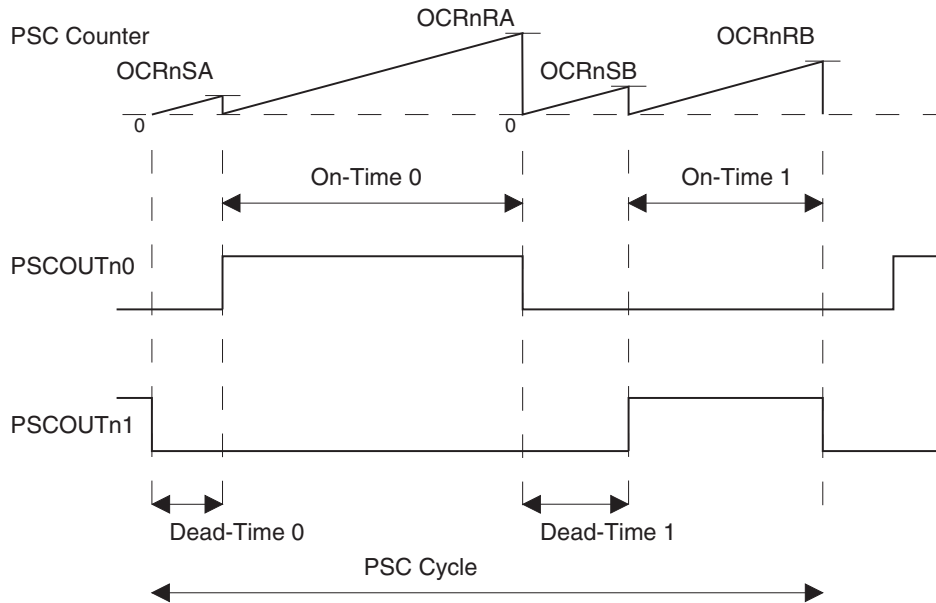 OCRnRA
PSC Counter
OCRnRB
OCRnSA
OCRnSB
0
0
On-Time 0
On-Time 1
PSCOUTn0
PSCOUTn1
Dead-Time 0
Dead-Time 1
PSC Cycle